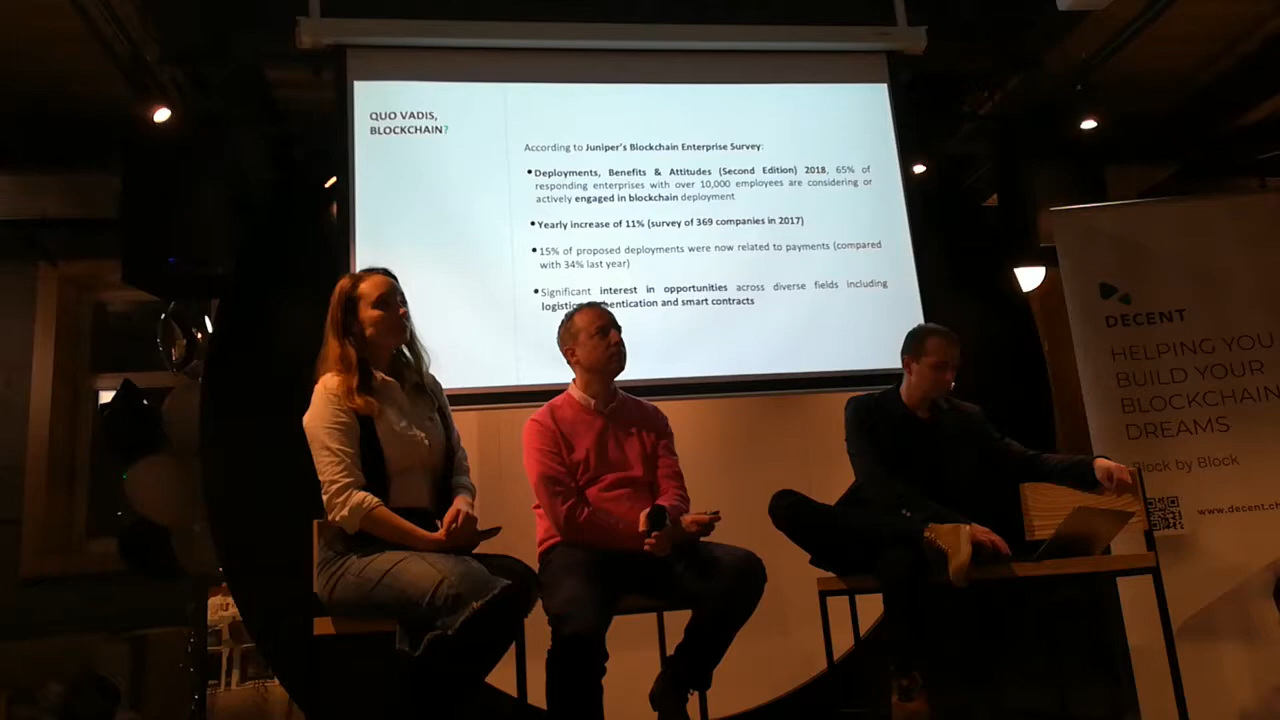 QUO VADIS,
BLOCKCHAIN?
According to Juniper's Blockchain Enterprise Survey:
•Deployments, Benefits & Attitudes (Second Edition) 2018, 65% of
responding enterprises with over 10,000 employees are considering or
actively engaged in blockchain deployment
•Yearly increase of 11% (survey of 369 companies in 2017)
•15% of proposed deployments were now related to payments (compared
with 34% last year)
•Significant interest in opportunities across diverse fields including
and smart contracts
DECENT
HELPING YOU
BUILD YOUR
BLOCKCHAIN
DREAMS
Block by Block
www.decent.ch